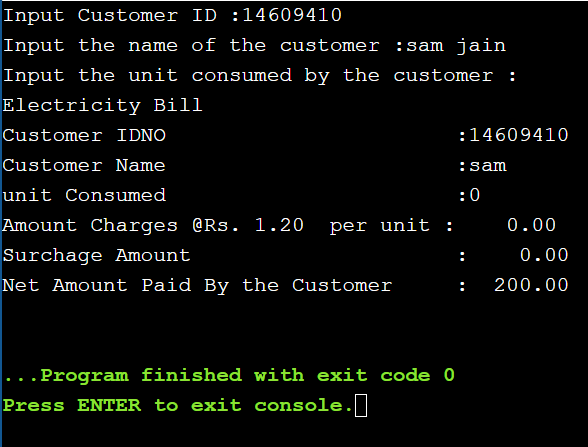 Input Customer ID :14609410
Input the name of the customer :sam jain
Input the unit consumed by the customer :
Electricity Bill
Customer IDNO                       :14609410
Customer Name                       :sam
unit Consumed                       :0
Amount Charges @Rs. 1.20  per unit :    0.00
Surchage Amount                     :    0.00
Net Amount Paid By the Customer     :  200.00
...Program finished with exit code 0
Press ENTER to exit console.